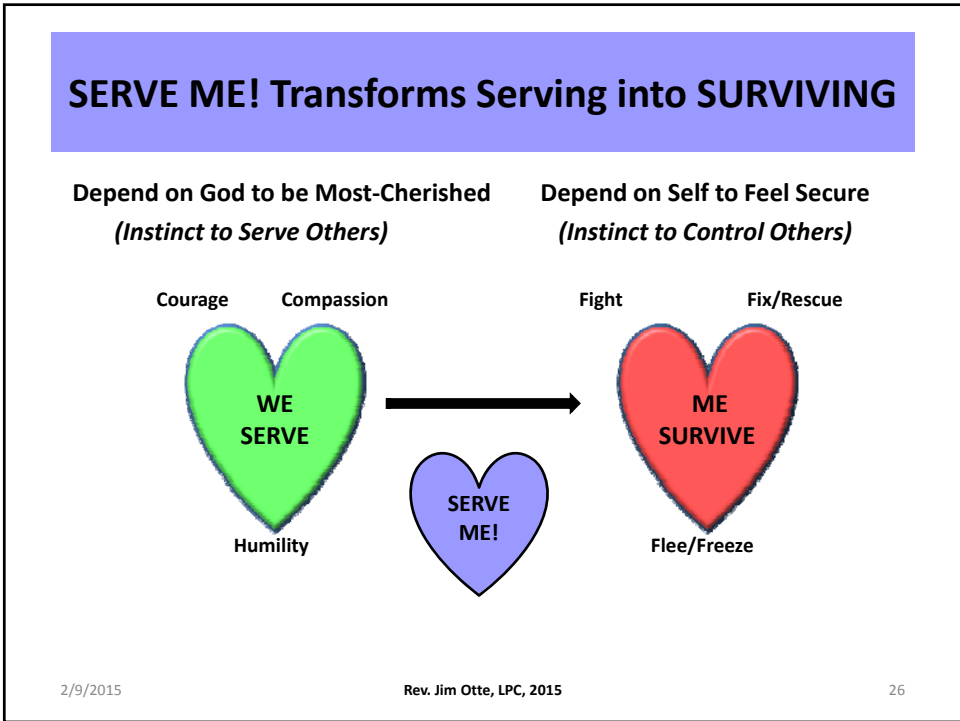 SERVE ME! Transforms Serving into SURVIVING
Depend on God to be Most-Cherished
(Instinct to Serve Others)
Depend on Self to Feel Secure
(Instinct to Control Others)
Courage
Compassion
WE
SERVE
Humility
SERVE
ME!
Fight
Fix/Rescue
ME
SURVIVE
Flee/Freeze
2/9/2015
Rev. Jim Otte, LPC, 2015
26